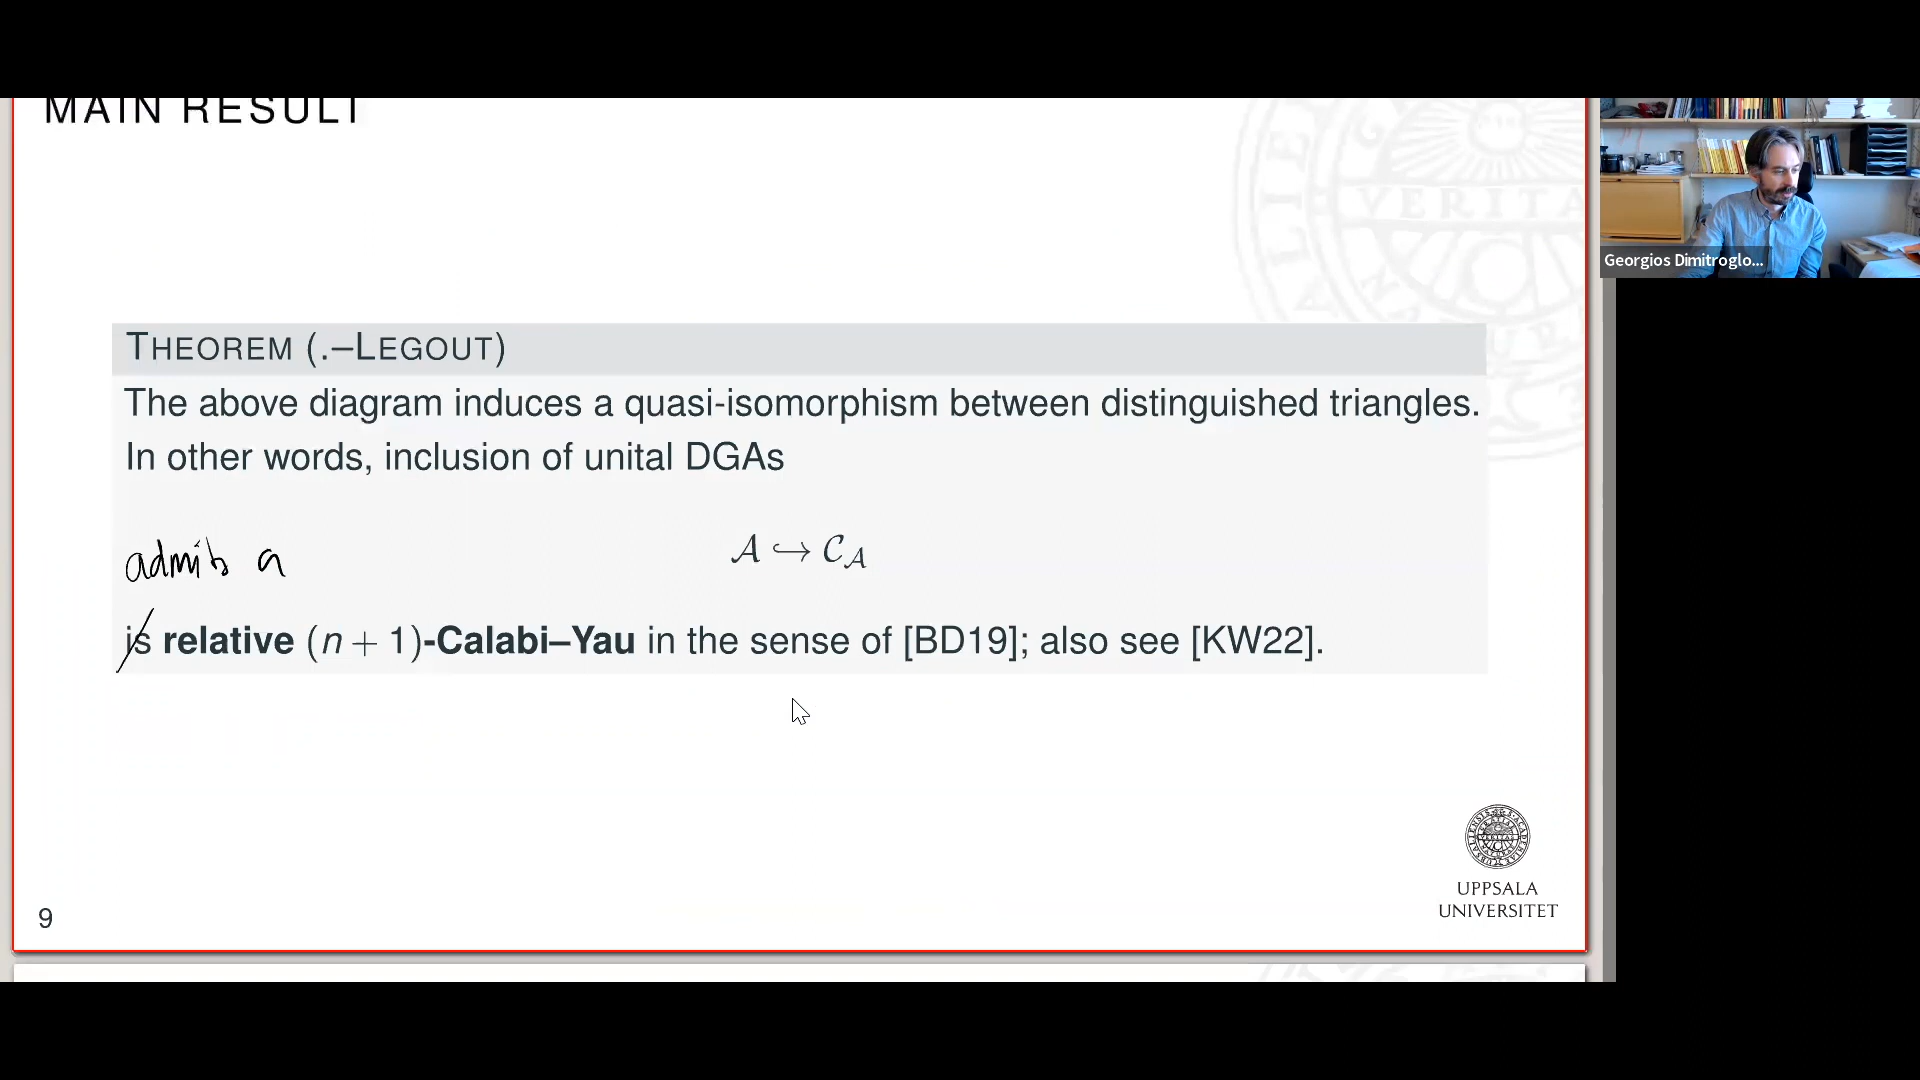 MAIN RESULT
THEOREM (.–LEGOUT)
The above diagram induces a quasi-isomorphism between distinguished triangles.
In other words, inclusion of unital DGAs
𝒜 ↪ 𝒞_𝒜
admits a
is relative (n + 1)-Calabi–Yau in the sense of [BD19]; also see [KW22].
9
UPPSALA
UNIVERSITET
Georgios Dimitroglo...
VERITA